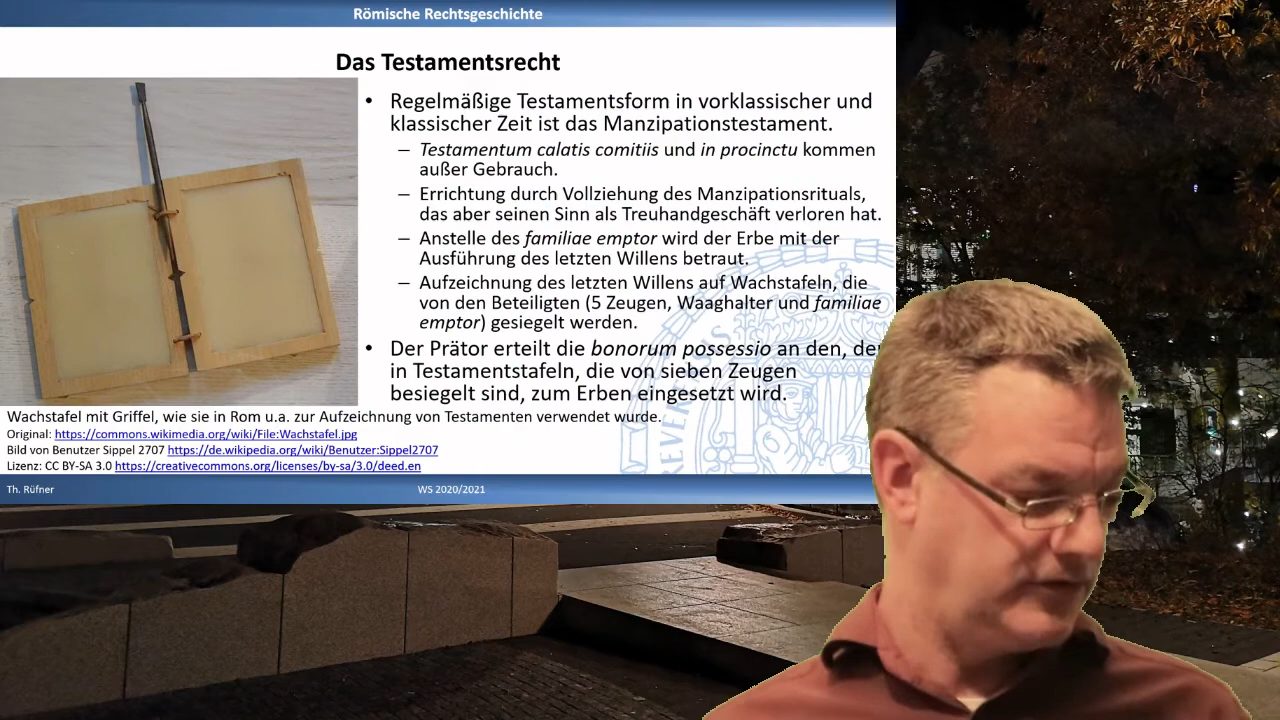 Römische Rechtsgeschichte
Das Testamentsrecht
• Regelmäßige Testamentsform in vorklassischer und
klassischer Zeit ist das Manzipationstestament.
– Testamentum calatis comitiis und in procinctu kommen
außer Gebrauch.
– Errichtung durch Vollziehung des Manzipationsrituals,
das aber seinen Sinn als Treuhandgeschäft verloren hat.
– Anstelle des familiae emptor wird der Erbe mit der
Ausführung des letzten Willens betraut.
– Aufzeichnung des letzten Willens auf Wachstafeln, die
von den Beteiligten (5 Zeugen, Waaghalter und familiae
emptor) gesiegelt werden.
• Der Prätor erteilt die bonorum possessio an den, der
in Testamentstafeln, die von sieben Zeugen
besiegelt sind, zum Erben eingesetzt wird.
Wachstafel mit Griffel, wie sie in Rom u.a. zur Aufzeichnung von Testamenten verwendet wurde.
Original: https://commons.wikimedia.org/wiki/File:Wachstafel.jpg
Bild von Benutzer Sippel 2707 https://de.wikipedia.org/wiki/Benutzer:Sippel2707
Lizenz: CC BY-SA 3.0 https://creativecommons.org/licenses/by-sa/3.0/deed.en
Th. Rüfner
WS 2020/2021